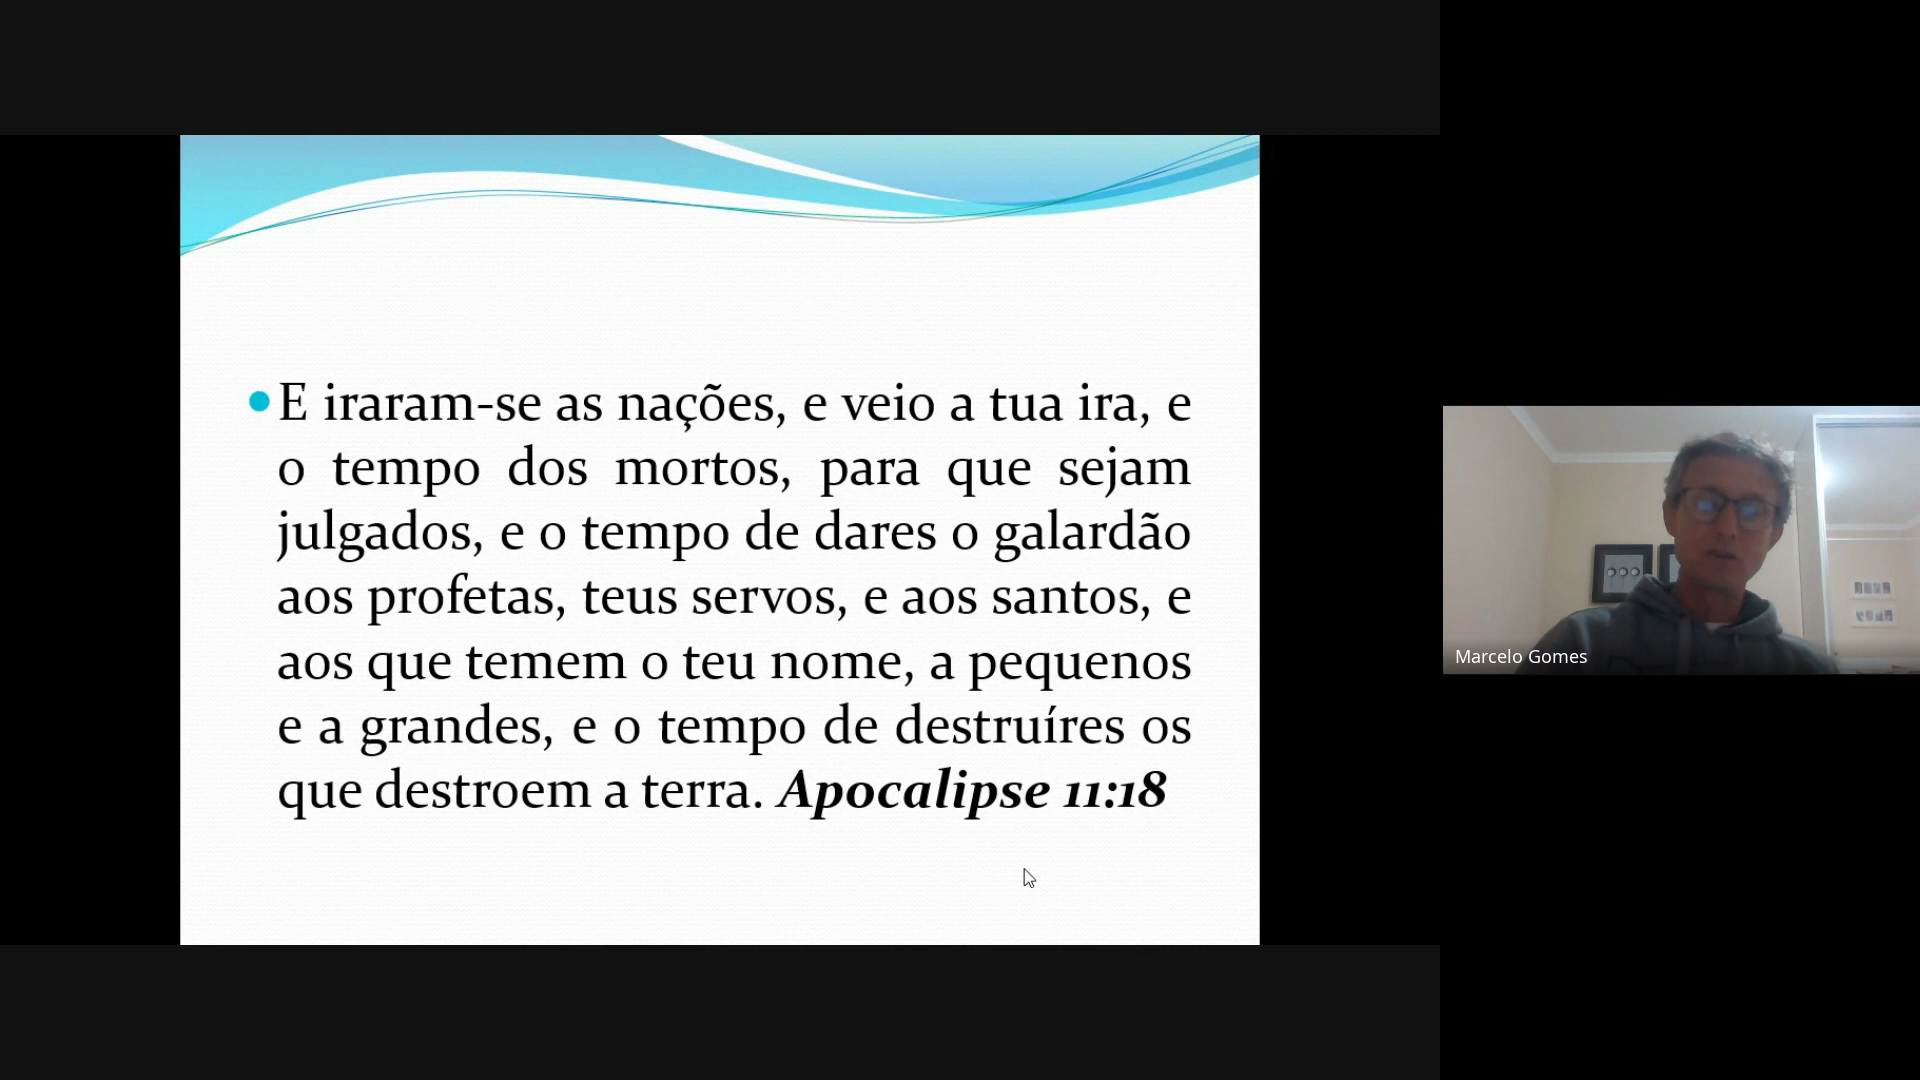 E iraram-se as nações, e veio a tua ira, e
o tempo dos mortos, para que sejam
julgados, e o tempo de dares o galardão
aos profetas, teus servos, e aos santos, e
aos que temem o teu nome, a pequenos
e a grandes, e o tempo de destruíres os
que destroem a terra. Apocalipse 11:18
Marcelo Gomes